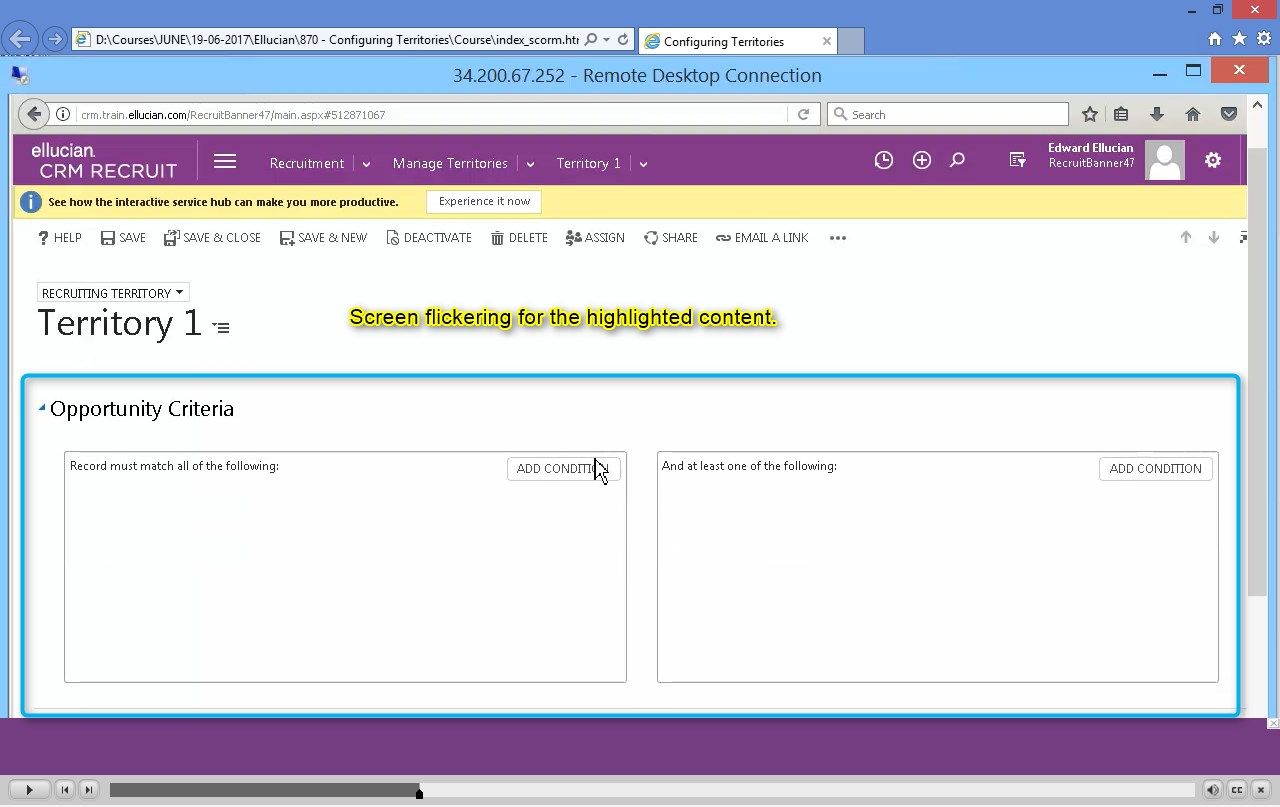 D:\Courses\JUNE\19-06-2017\Ellucian\870 - Configuring Territories\Course\index_scorm.htr
Configuring Territories
34.200.67.252 - Remote Desktop Connection
crm.train.ellucian.com/RecruitBanner47/main.aspx#512871067
Search
ellucian.
CRM RECRUIT
Recruitment
Manage Territories
Territory 1
Edward Ellucian
RecruitBanner47
See how the interactive service hub can make you more productive.
Experience it now
? HELP
SAVE
SAVE & CLOSE
SAVE & NEW
DEACTIVATE
DELETE
ASSIGN
SHARE
EMAIL A LINK
•••
RECRUITING TERRITORY
Territory 1
Screen flickering for the highlighted content.
Opportunity Criteria
Record must match all of the following:
ADD CONDITION
And at least one of the following:
ADD CONDITION
CC